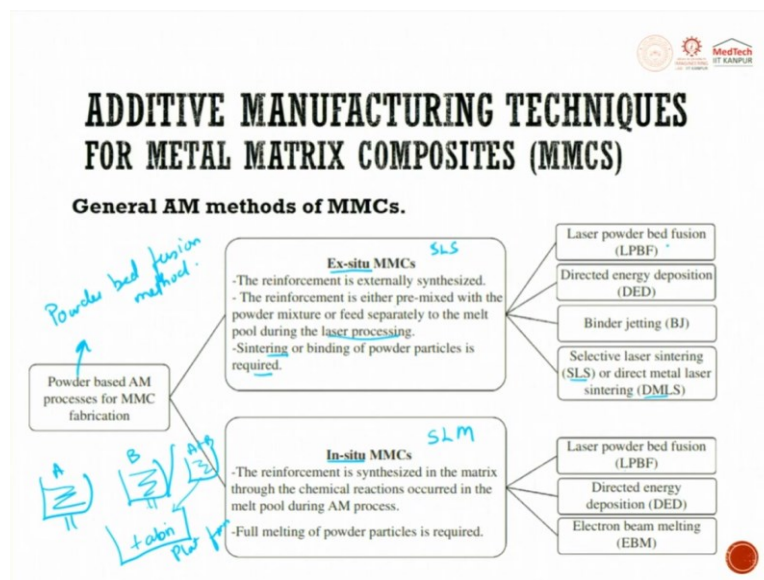 MedTech
IIT KANPUR
ADDITIVE MANUFACTURING TECHNIQUES
FOR METAL MATRIX COMPOSITES (MMCS)
General AM methods of MMCs.
Powder bed fusion
method.
Powder based AM
processes for MMC
fabrication
SLS
Ex-situ MMCs
-The reinforcement is externally synthesized.
- The reinforcement is either pre-mixed with the
powder mixture or feed separately to the melt
pool during the laser processing.
-Sintering or binding of powder particles is
required.
Laser powder bed fusion
(LPBF)
Directed energy deposition
(DED)
Binder jetting (BJ)
Selective laser sintering
(SLS) or direct metal laser
sintering (DMLS)
A
B
A+B
SLM
In-situ MMCs
-The reinforcement is synthesized in the matrix
through the chemical reactions occurred in the
melt pool during AM process.
-Full melting of powder particles is required.
Laser powder bed fusion
(LPBF)
Directed energy
deposition (DED)
Electron beam melting
(EBM)